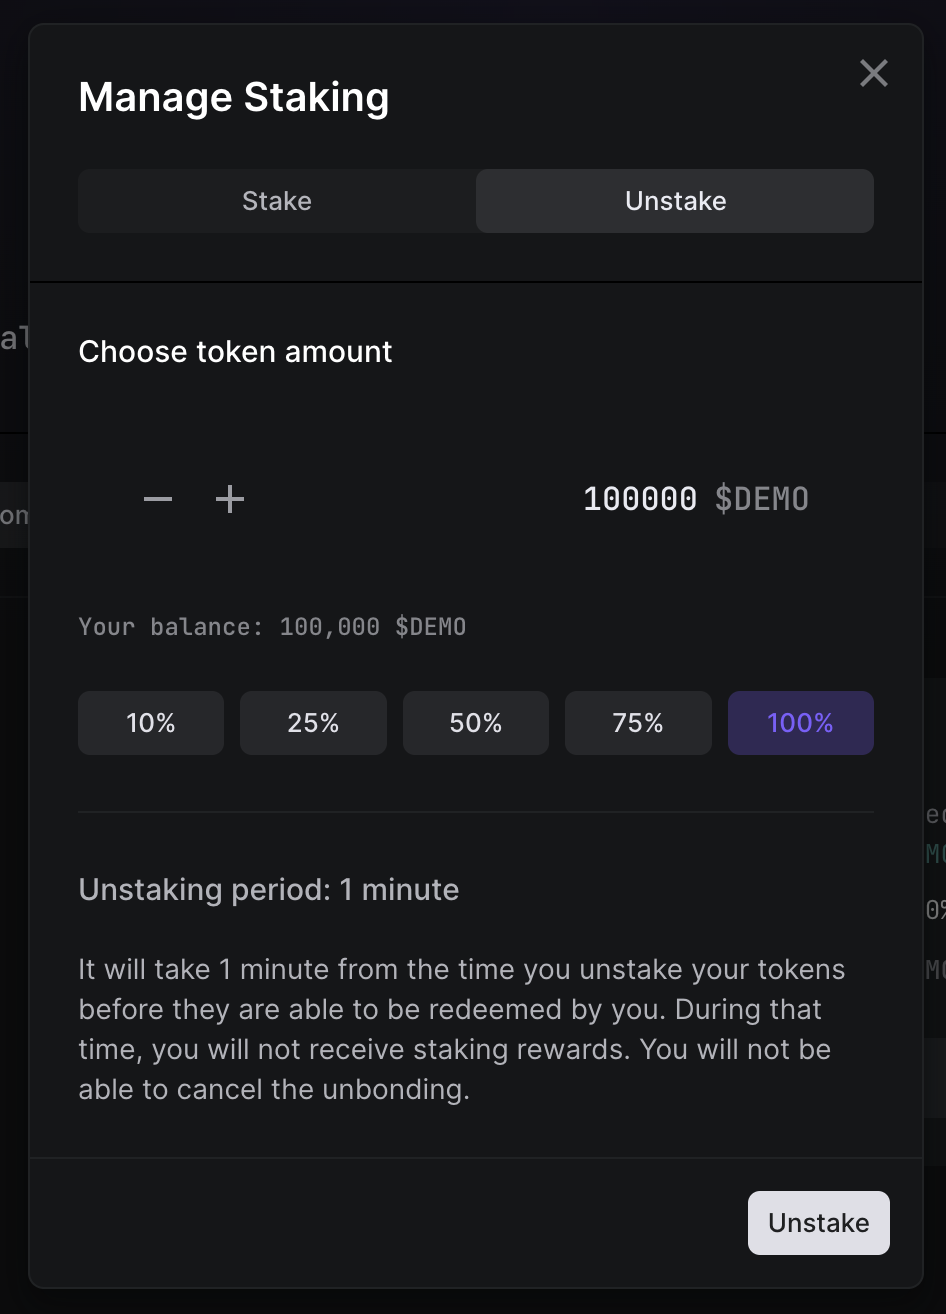 Manage Staking
Stake
Unstake
Choose token amount
100000 $DEMO
Your balance: 100,000 $DEMO
10%
25%
50%
75%
100%
Unstaking period: 1 minute
It will take 1 minute from the time you unstake your tokens
before they are able to be redeemed by you. During that
time, you will not receive staking rewards. You will not be
able to cancel the unbonding.
Unstake